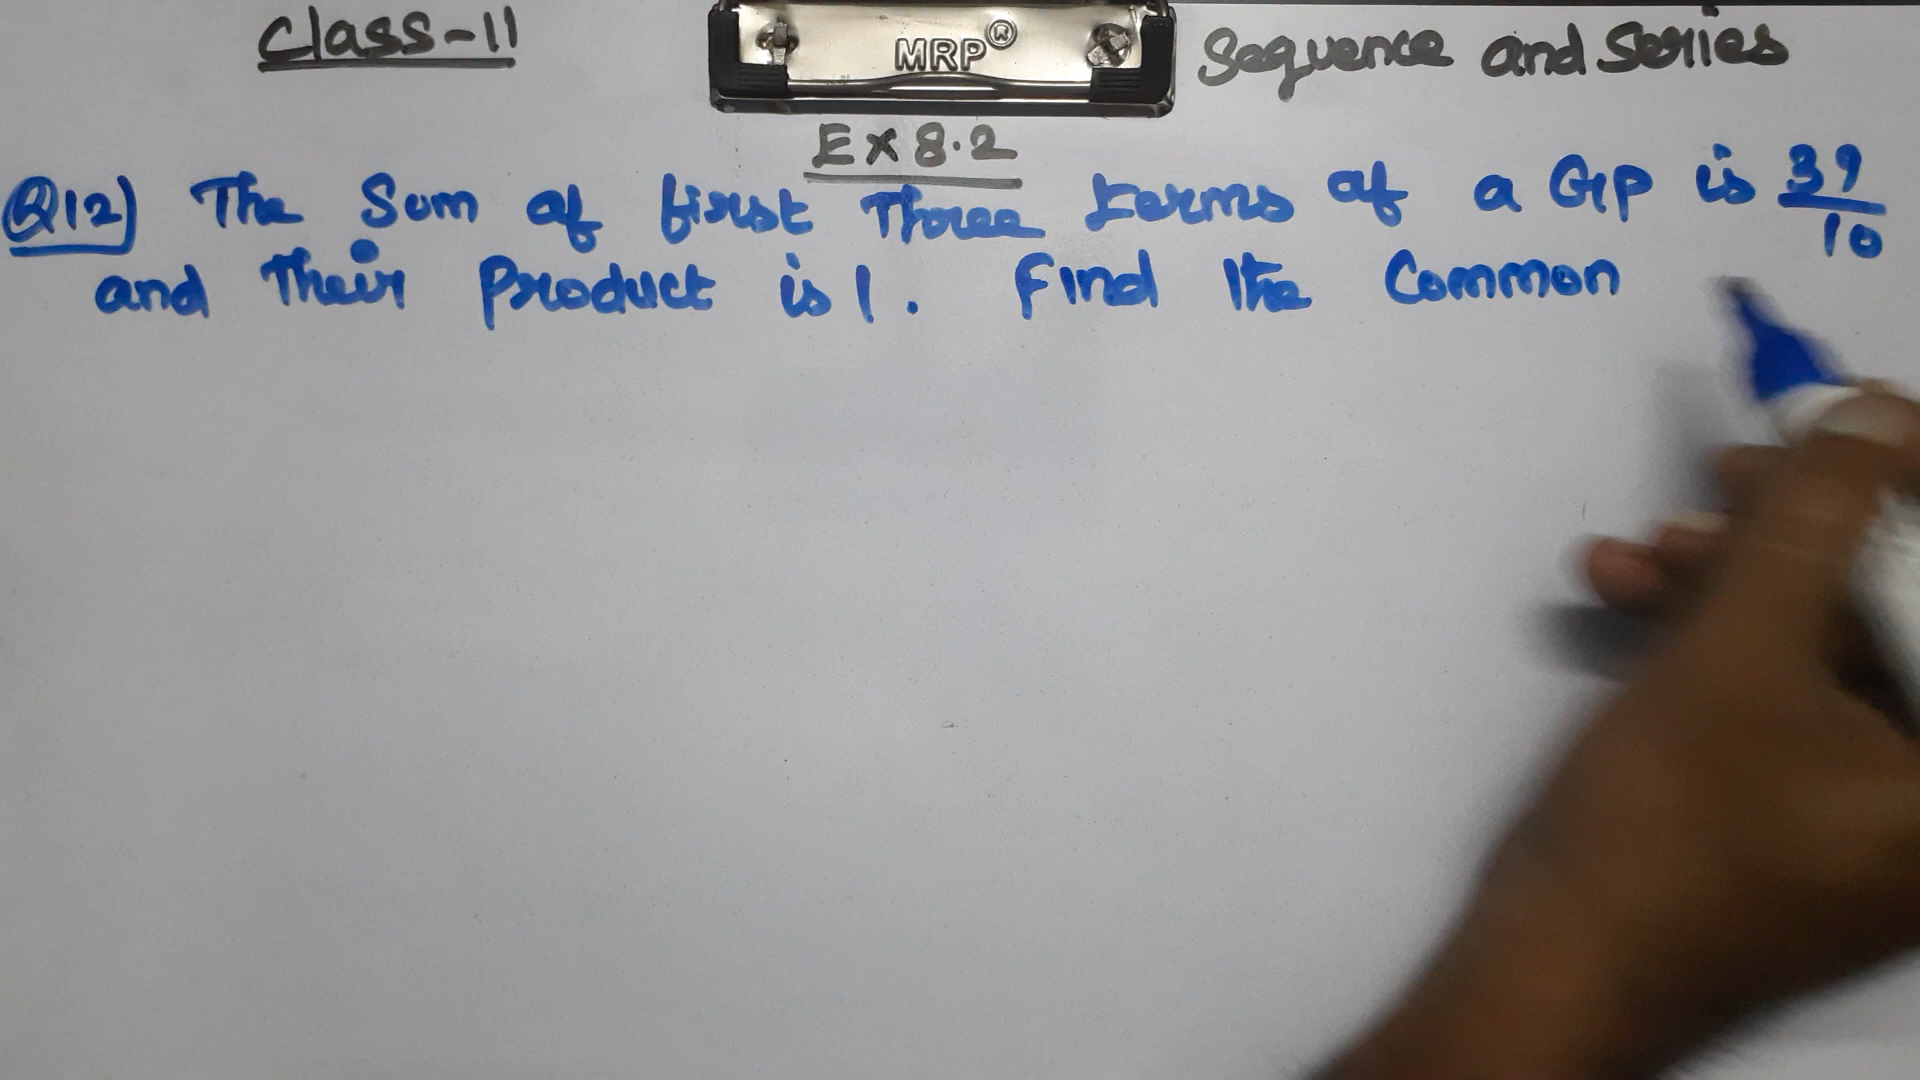 Class-11
MRP®
Sequence and Series
Ex 8.2
Q12) The Sum of first Three terms of a GP is 39/10
and Their Product is 1. Find the Common